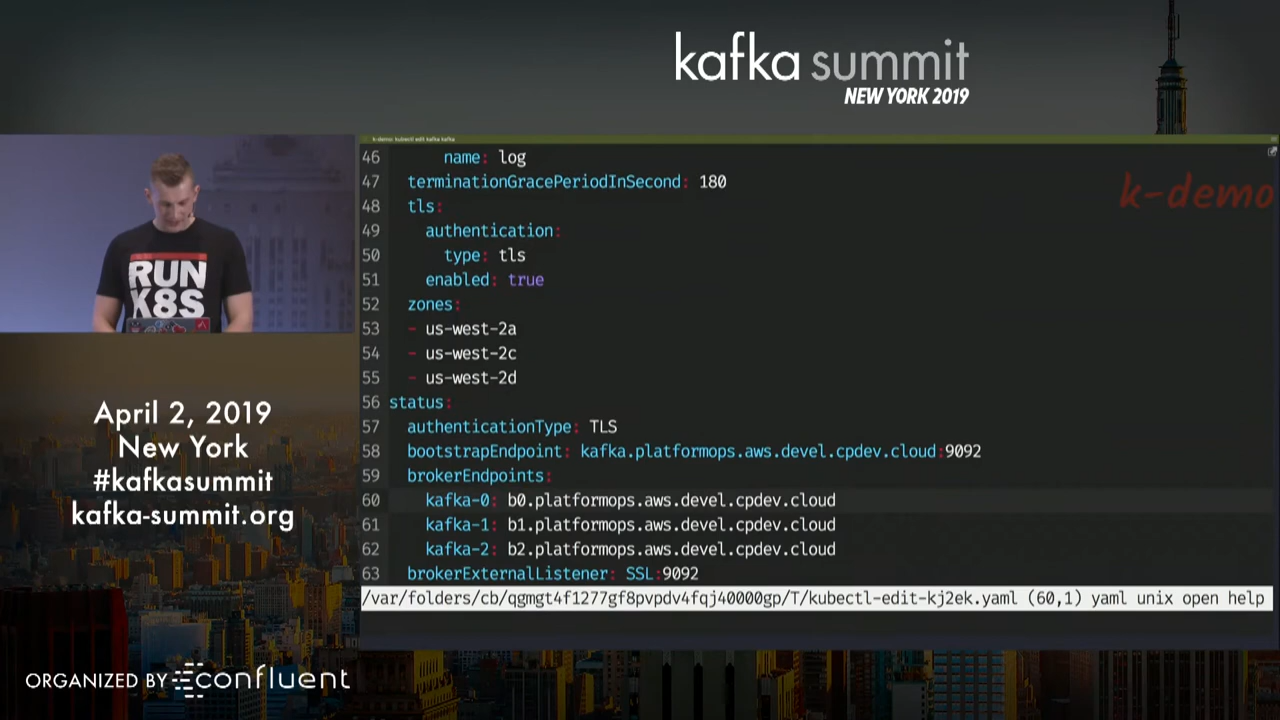 kafka summit
NEW YORK 2019
k-demo: kubectl edit kafka kafka
46 name: log
47 terminationGracePeriodInSecond: 180
k-demo
48 tls:
49 authentication:
50 type: tls
51 enabled: true
52 zones:
53 - us-west-2a
54 - us-west-2c
55 - us-west-2d
56 status:
57 authenticationType: TLS
58 bootstrapEndpoint: kafka.platformops.aws.devel.cpdev.cloud:9092
59 brokerEndpoints:
60 kafka-0: b0.platformops.aws.devel.cpdev.cloud
61 kafka-1: b1.platformops.aws.devel.cpdev.cloud
62 kafka-2: b2.platformops.aws.devel.cpdev.cloud
63 brokerExternalListener: SSL:9092
/var/folders/cb/qgmgt4f1277gf8pvpdv4fqj40000gp/T/kubectl-edit-kj2ek.yaml (60,1) yaml unix open help
RUN
K8S
April 2, 2019
New York
#kafkasummit
kafka-summit.org
ORGANIZED BY confluent